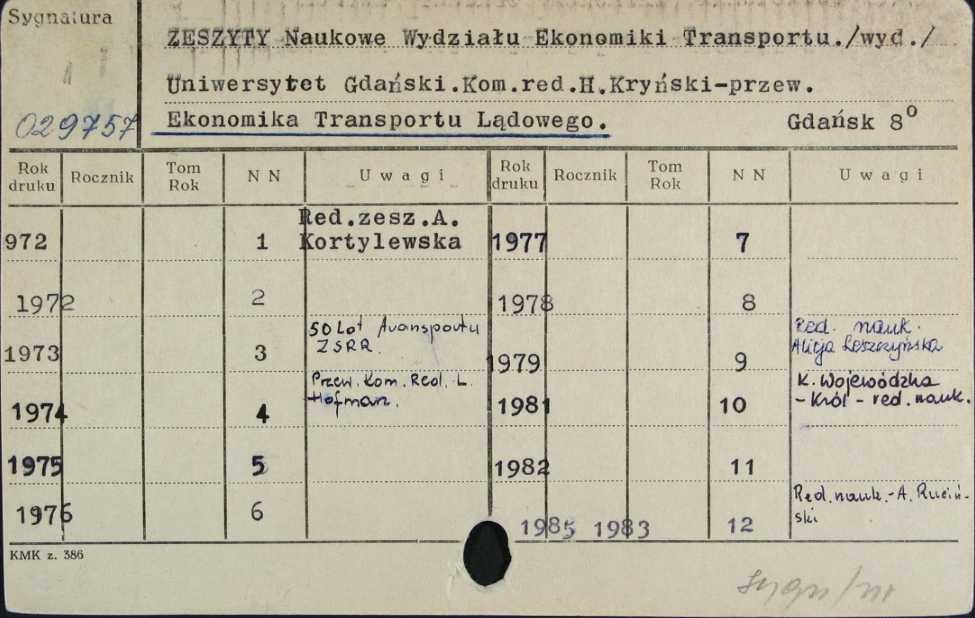 Sygnatura
ZESZYTY Naukowe Wydziału Ekonomiki Transportu./wyd./
Uniwersytet Gdański.Kom.red.H.Kryński-przew.
029757 Ekonomika Transportu Lądowego. Gdańsk 8º
Rok druku Rocznik Tom Rok N N Uwagi Rok druku Rocznik Tom Rok N N Uwagi
972 1 Red.zesz.A. Kortylewska 1977 7
1972 2 1978 8
1973 3 50 Lat transportu ZSRR. 1979 9 Red. nauk. Alicja Leszczyńska
1974 4 Przew. Kom. Red. L. Hofman. 1981 10 K. Wojewódzka - Król - red. nauk.
1975 5 1982 11
1976 6 1985 1983 12 Red. nauk. - A. Ruciński
KMK z. 386